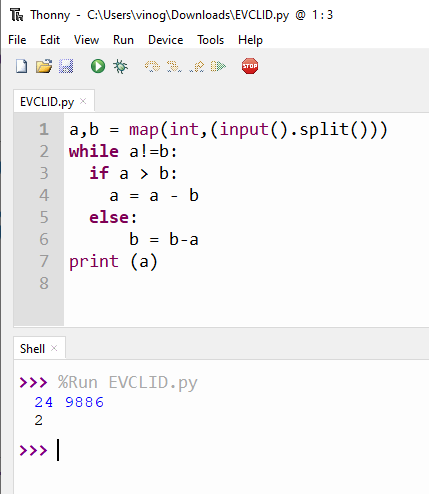 Thonny - C:\Users\vinog\Downloads\EVCLID.py @ 1 : 3
File Edit View Run Device Tools Help
STOP
EVCLID.py ×
1 a,b = map(int,(input().split()))
2 while a!=b:
3   if a > b:
4     a = a - b
5   else:
6       b = b-a
7 print (a)
8
Shell ×
>>> %Run EVCLID.py
24 9886
2
>>>